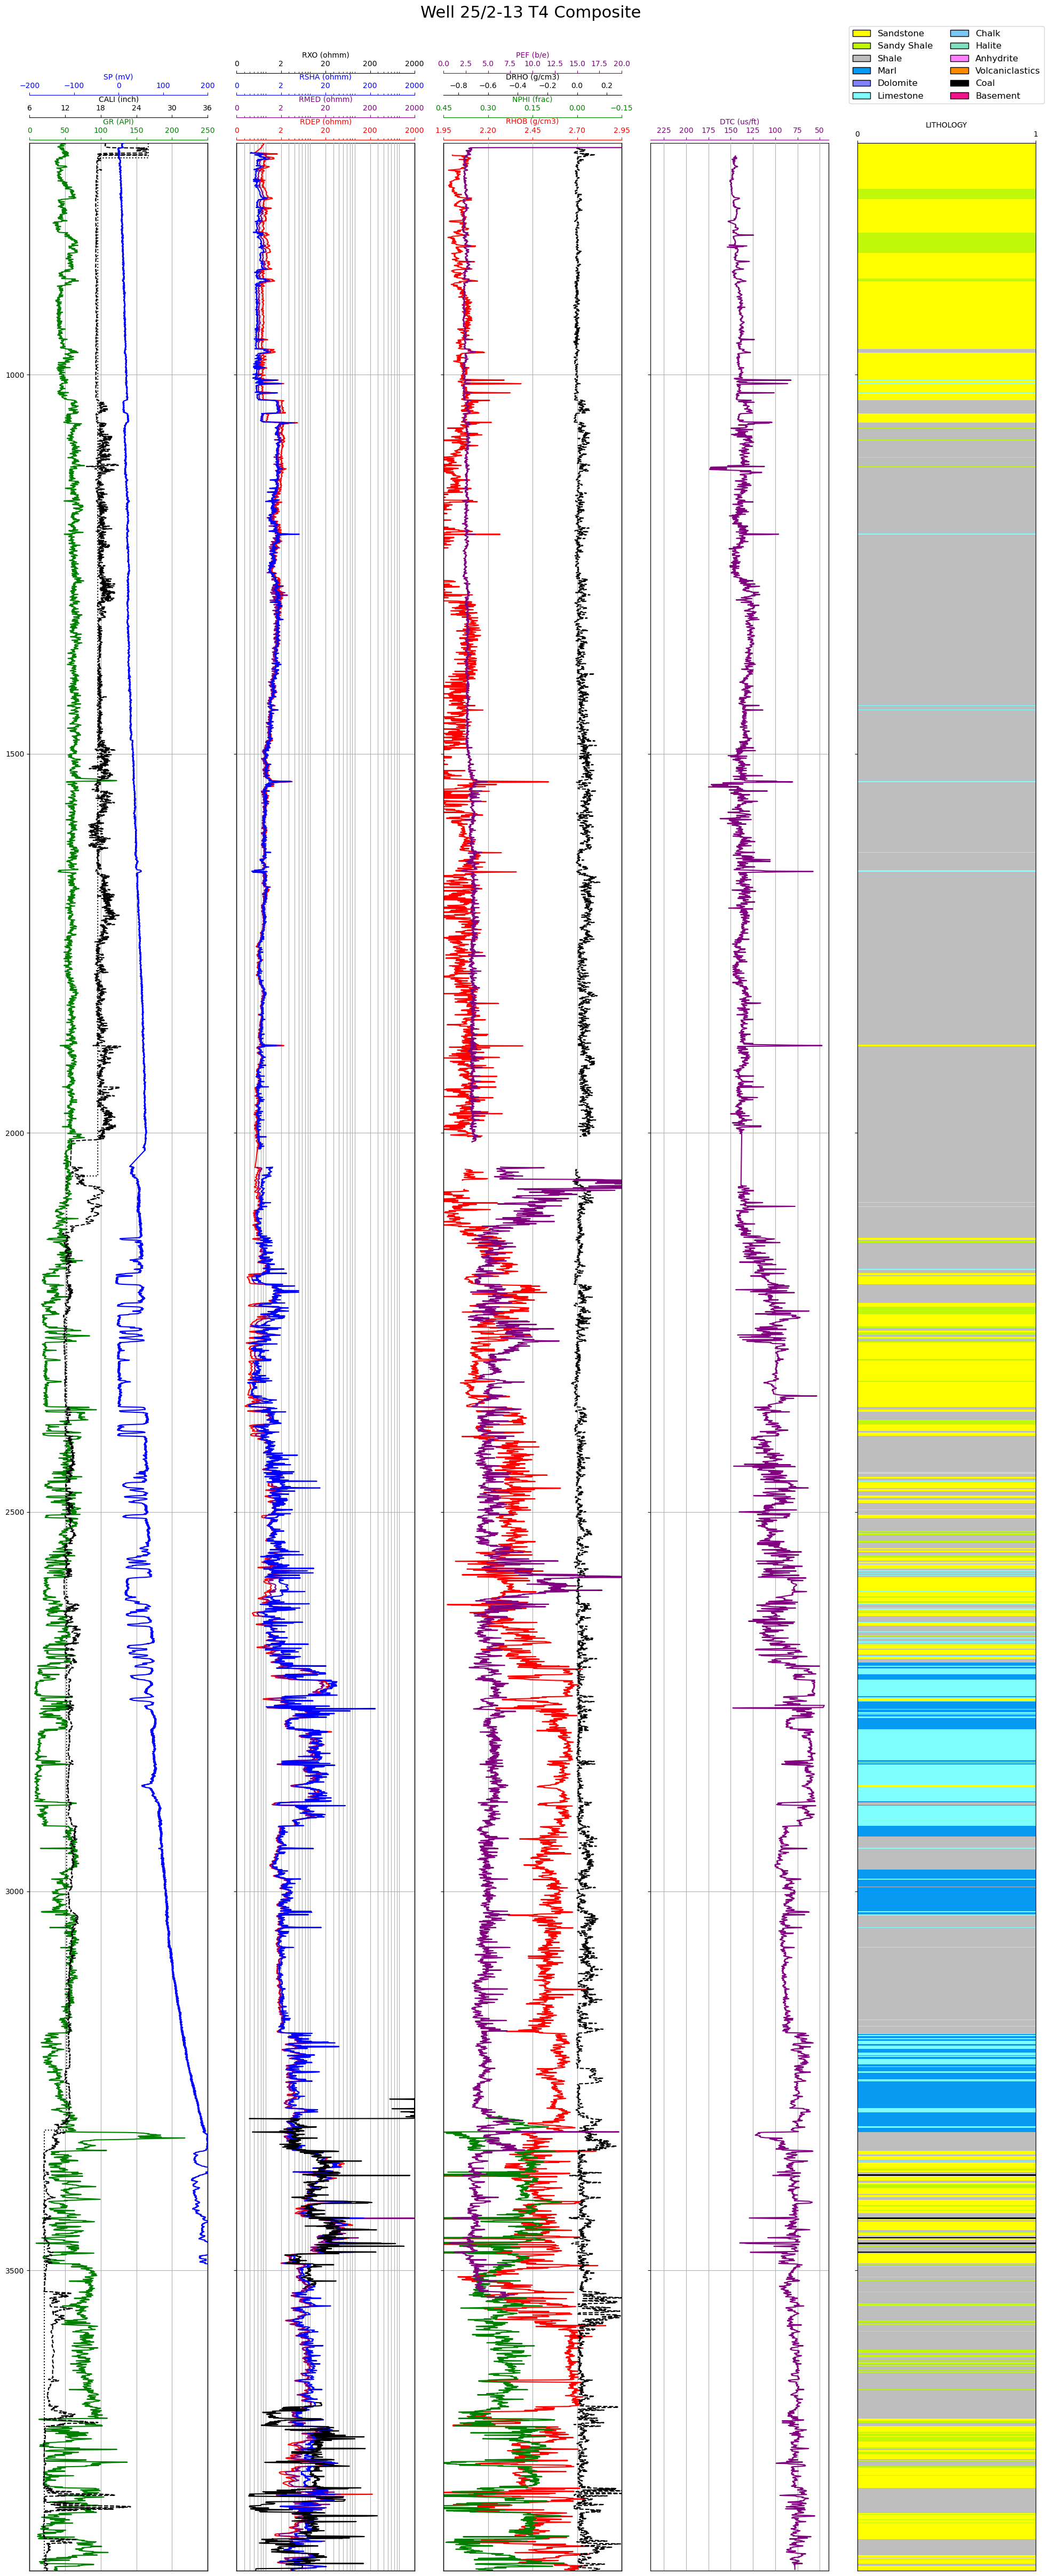 Well 25/2-13 T4 Composite
Sandstone Chalk
Sandy Shale Halite
Shale Anhydrite
Marl Volcaniclastics
Dolomite Coal
Limestone Basement
RXO (ohmm) PEF (b/e)
0 2 20 200 2000 0.0 2.5 5.0 7.5 10.0 12.5 15.0 17.5 20.0
SP (mV) RSHA (ohmm) DRHO (g/cm3)
−200 −100 0 100 200 0 2 20 200 2000 −0.8 −0.6 −0.4 −0.2 0.0 0.2
CALI (inch) RMED (ohmm) NPHI (frac)
6 12 18 24 30 36 0 2 20 200 2000 0.45 0.30 0.15 0.00 −0.15
GR (API) RDEP (ohmm) RHOB (g/cm3) DTC (us/ft) LITHOLOGY
0 50 100 150 200 250 0 2 20 200 2000 1.95 2.20 2.45 2.70 2.95 225 200 175 150 125 100 75 50 0 1
1000
1500
2000
2500
3000
3500